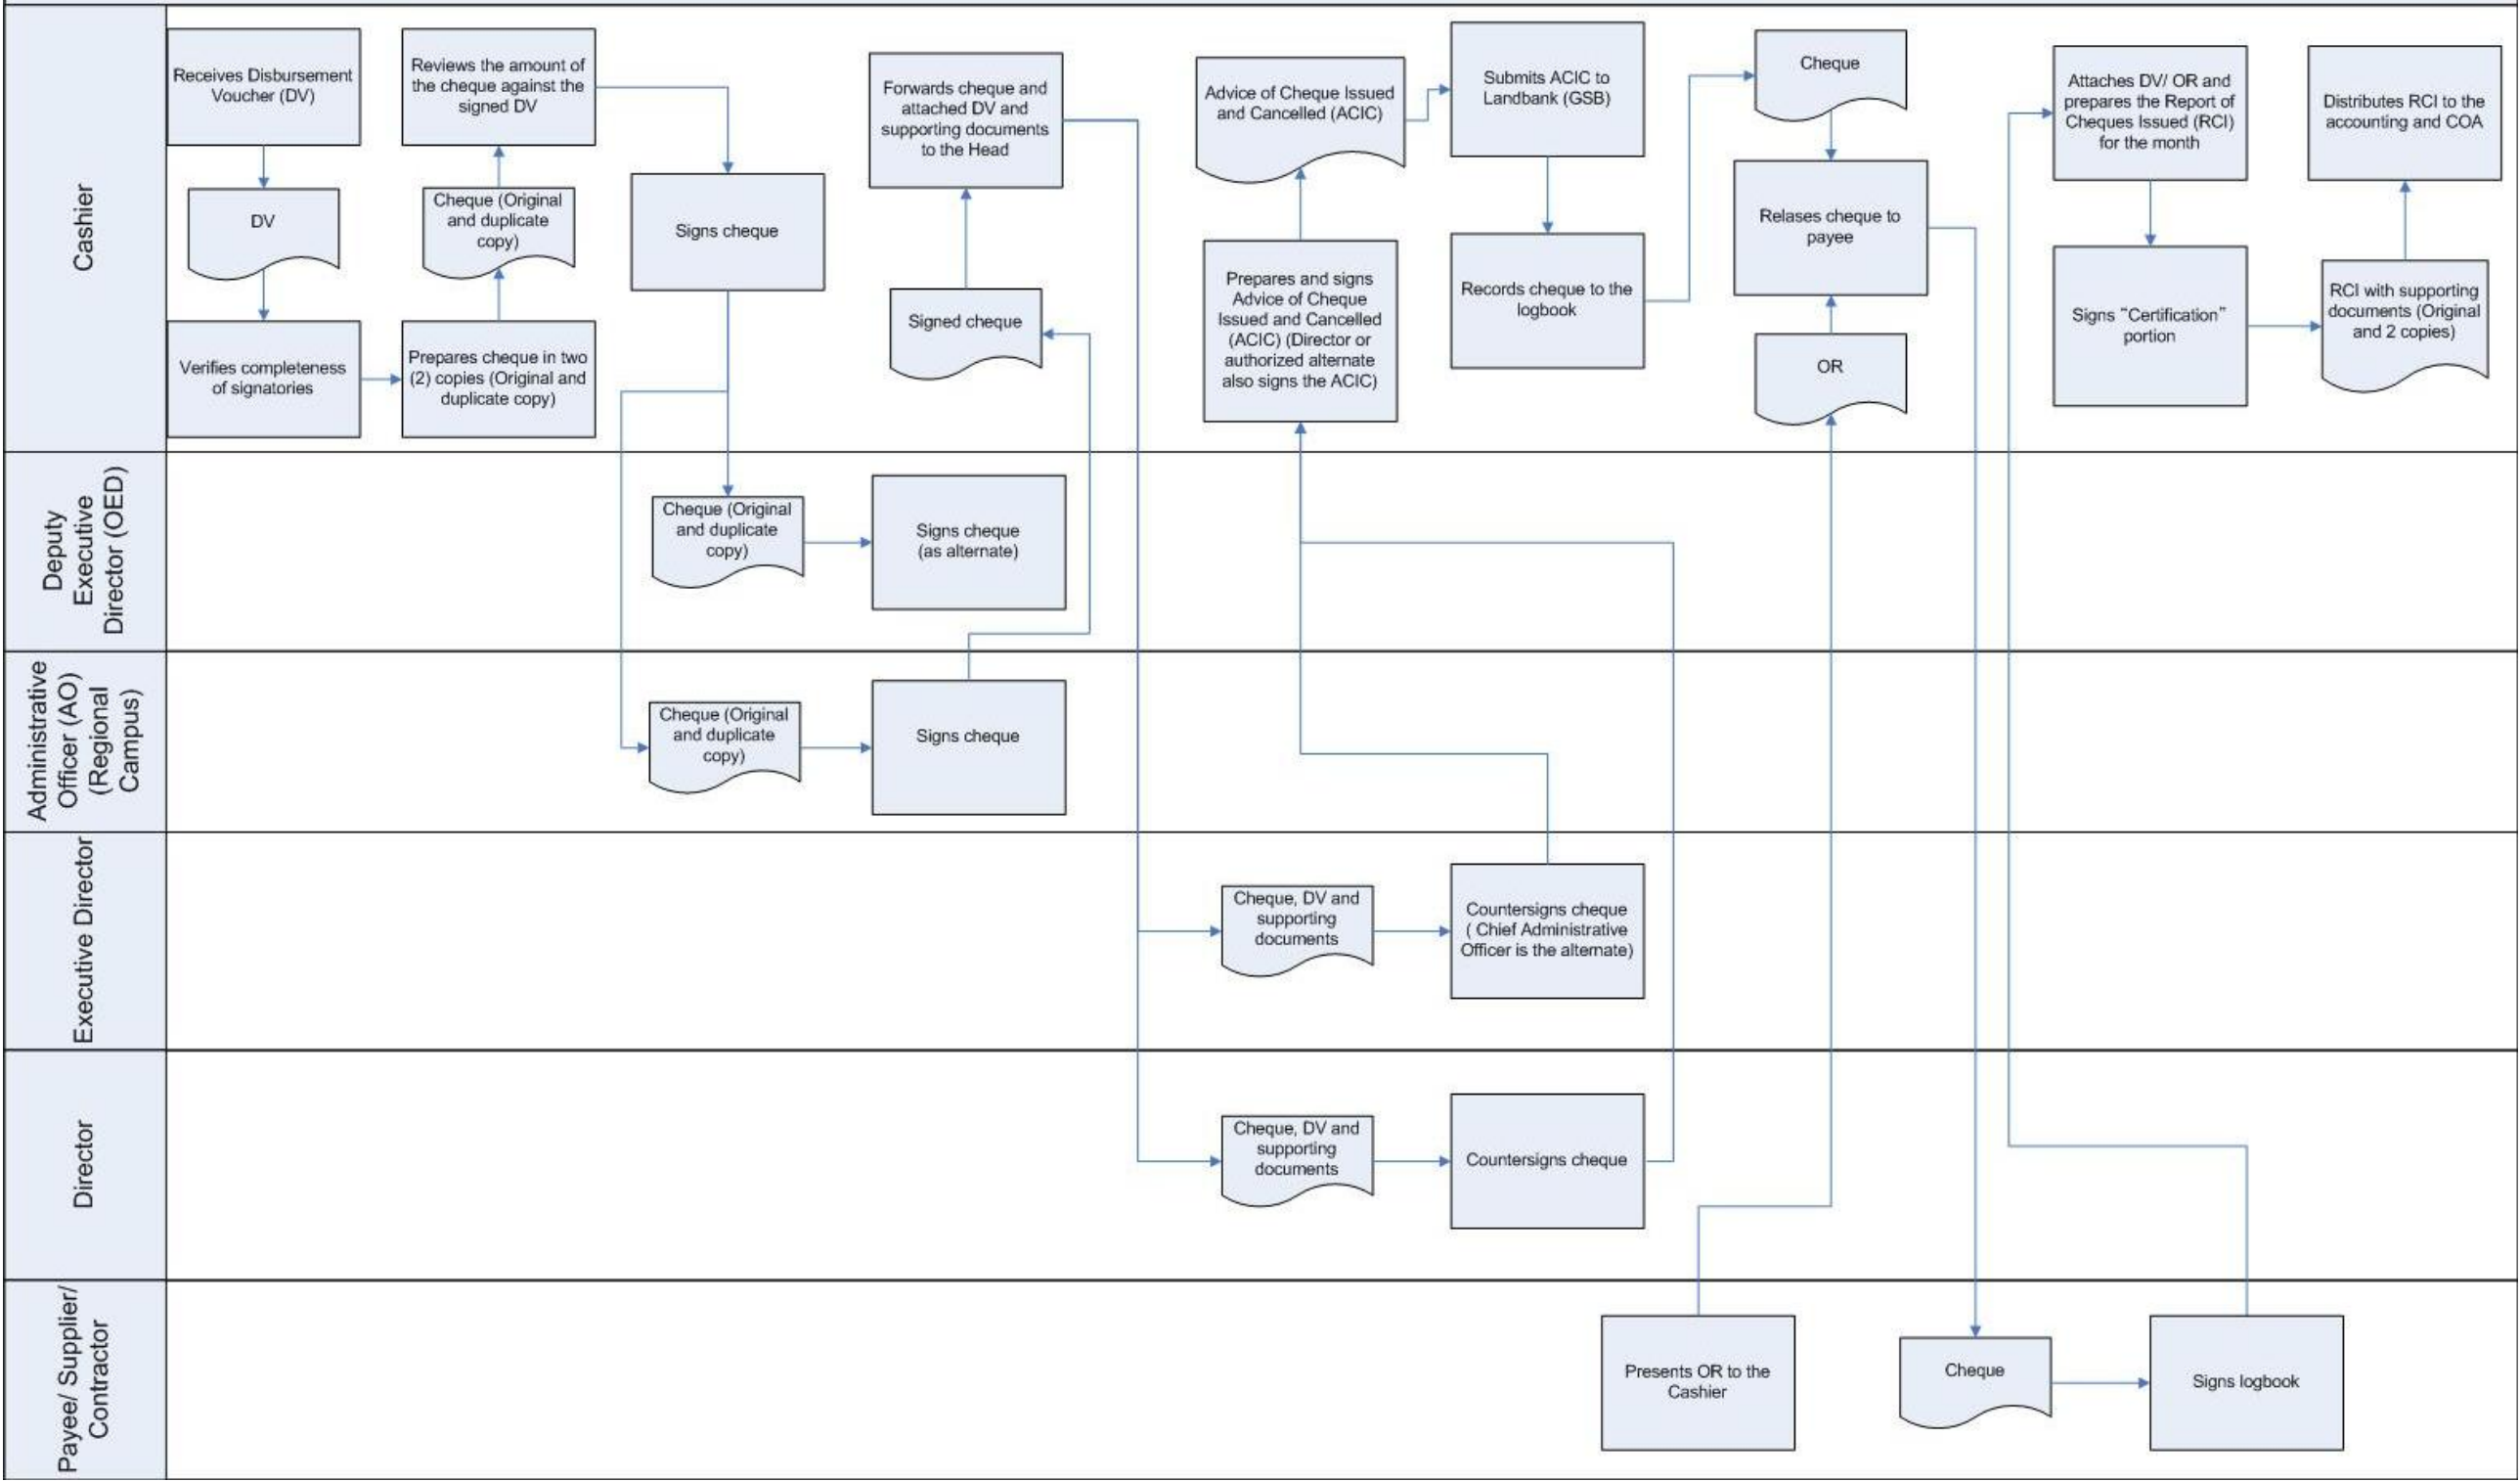 Cashier
Receives Disbursement
Voucher (DV)
DV
Verifies completeness
of signatories
Prepares cheque in two
(2) copies (Original and
duplicate copy)
Cheque (Original
and duplicate
copy)
Reviews the amount of
the cheque against the
signed DV
Signs cheque
Signed cheque
Forwards cheque and
attached DV and
supporting documents
to the Head
Prepares and signs
Advice of Cheque
Issued and Cancelled
(ACIC) (Director or
authorized alternate
also signs the ACIC)
Advice of Cheque Issued
and Cancelled (ACIC)
Submits ACIC to
Landbank (GSB)
Records cheque to the
logbook
Cheque
Relases cheque to
payee
OR
Attaches DV/ OR and
prepares the Report of
Cheques Issued (RCI)
for the month
Signs “Certification”
portion
RCI with supporting
documents (Original
and 2 copies)
Distributes RCI to the
accounting and COA
Deputy
Executive
Director (OED)
Cheque (Original
and duplicate
copy)
Signs cheque
(as alternate)
Administrative
Officer (AO)
(Regional
Campus)
Cheque (Original
and duplicate
copy)
Signs cheque
Executive Director
Cheque, DV and
supporting
documents
Countersigns cheque
( Chief Administrative
Officer is the alternate)
Director
Cheque, DV and
supporting
documents
Countersigns cheque
Payee/ Supplier/
Contractor
Presents OR to the
Cashier
Cheque
Signs logbook